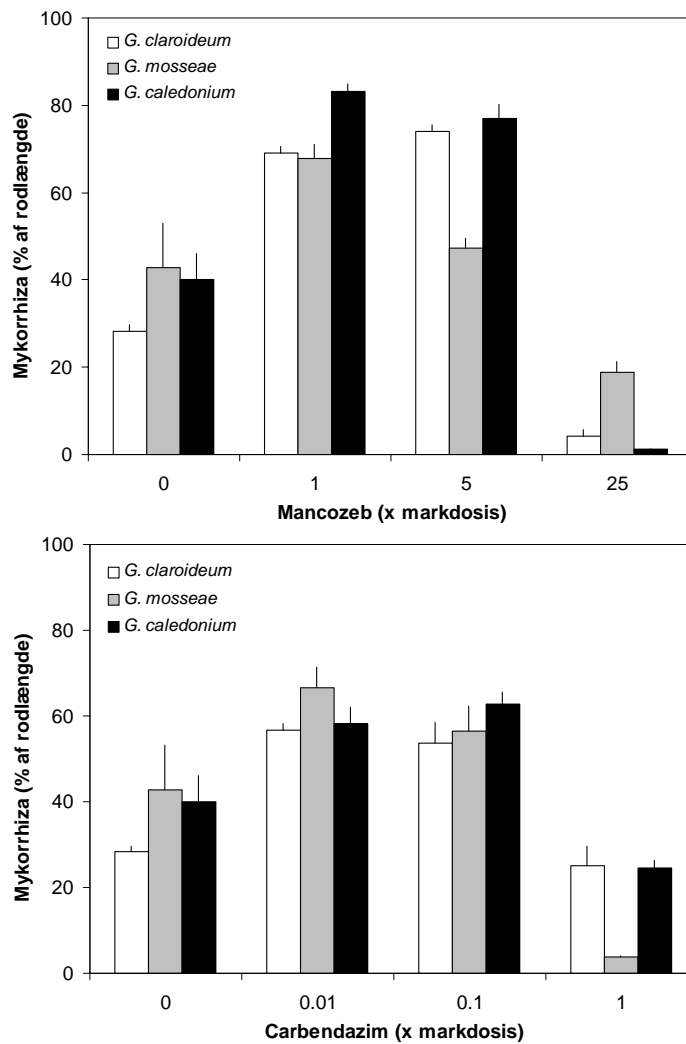 100
80
60
40
20
0
Mykorrhiza (% af rodlængde)
G. claroideum
G. mosseae
G. caledonium
0 1 5 25
Mancozeb (x markdosis)
100
80
60
40
20
0
Mykorrhiza (% af rodlængde)
G. claroideum
G. mosseae
G. caledonium
0 0.01 0.1 1
Carbendazim (x markdosis)